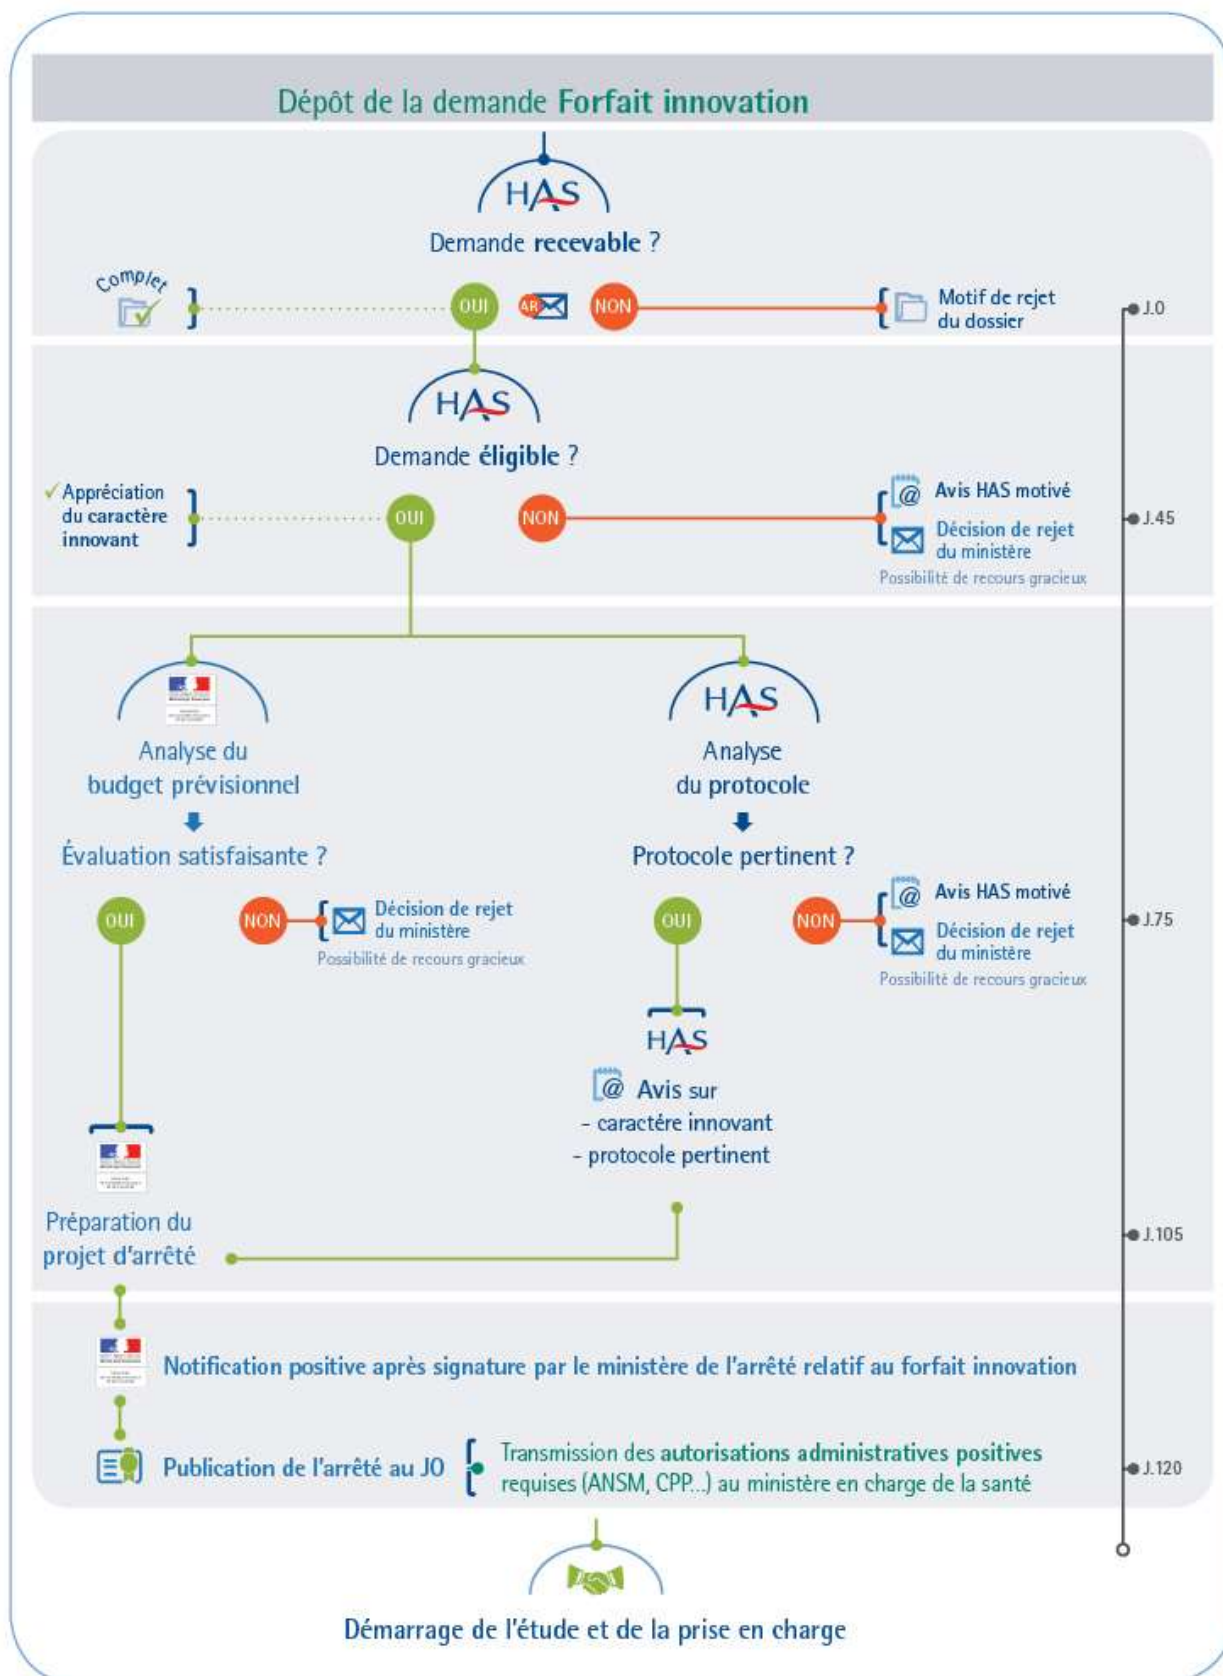 Dépôt de la demande Forfait innovation
HAS
Demande recevable ?
Complet
OUI
AR
NON
Motif de rejet
du dossier
J.0
HAS
Demande éligible ?
Appréciation
du caractère
innovant
OUI
NON
@ Avis HAS motivé
Décision de rejet
du ministère
Possibilité de recours gracieux
J.45
Analyse du
budget prévisionnel
Évaluation satisfaisante ?
HAS
Analyse
du protocole
Protocole pertinent ?
OUI
NON
Décision de rejet
du ministère
Possibilité de recours gracieux
OUI
NON
@ Avis HAS motivé
Décision de rejet
du ministère
Possibilité de recours gracieux
J.75
HAS
@ Avis sur
- caractère innovant
- protocole pertinent
Préparation du
projet d'arrêté
J.105
Notification positive après signature par le ministère de l'arrêté relatif au forfait innovation
Publication de l'arrêté au JO
Transmission des autorisations administratives positives
requises (ANSM, CPP...) au ministère en charge de la santé
J.120
Démarrage de l'étude et de la prise en charge